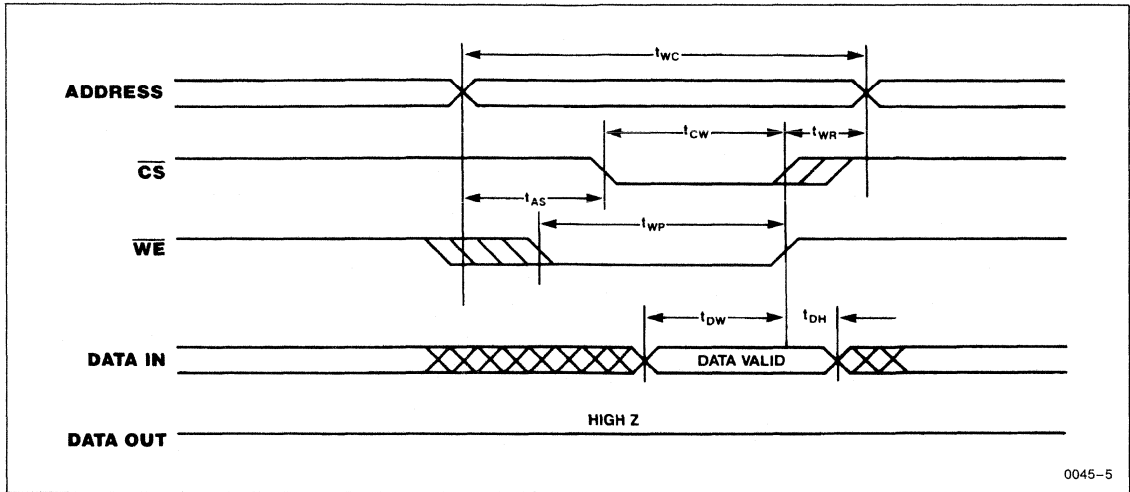 tWC
ADDRESS
tCW
tWR
CS
tAS
tWP
WE
tDW
tDH
DATA IN
DATA VALID
HIGH Z
DATA OUT
0045-5